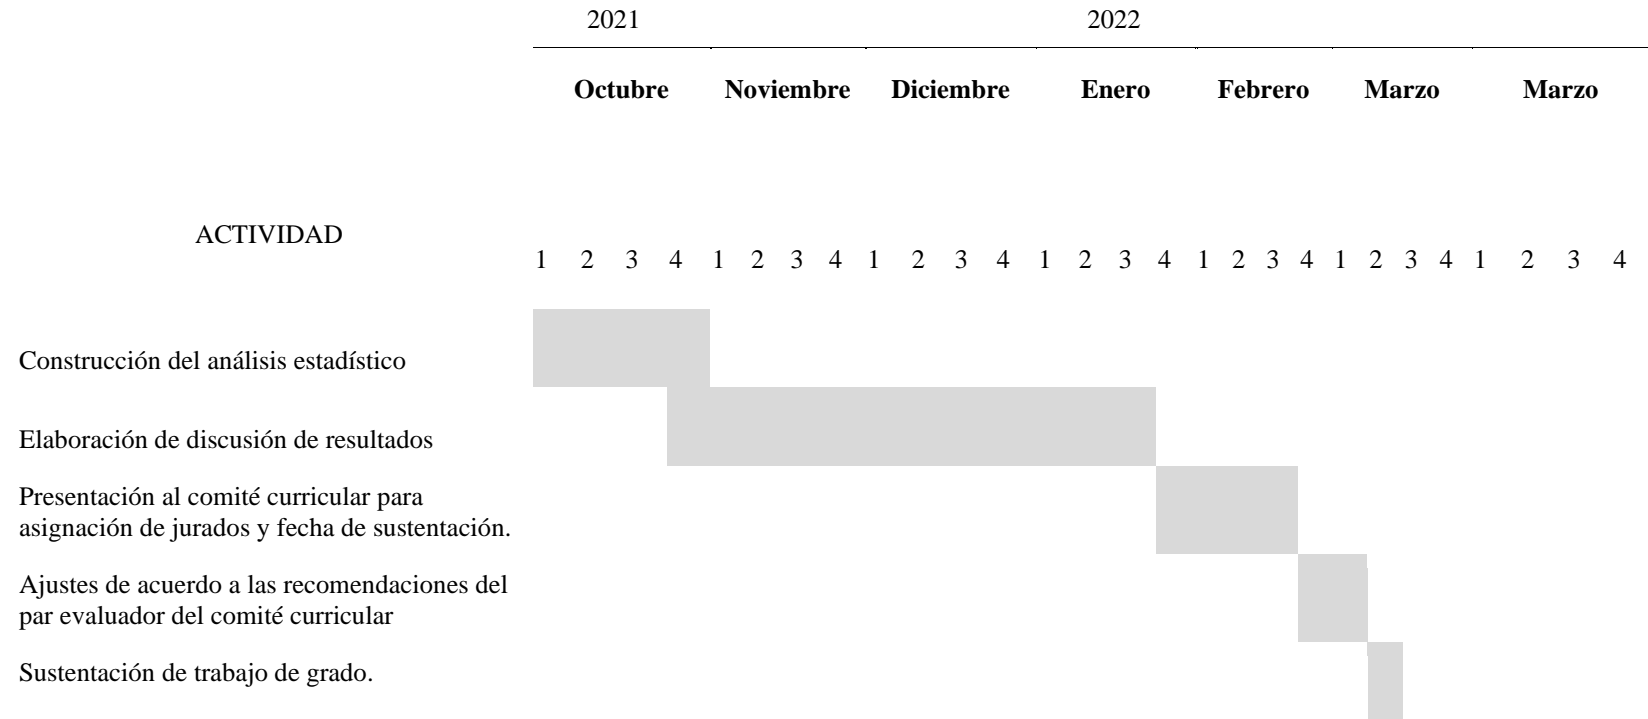 2021 2022
Octubre Noviembre Diciembre Enero Febrero Marzo Marzo
ACTIVIDAD
1 2 3 4 1 2 3 4 1 2 3 4 1 2 3 4 1 2 3 4 1 2 3 4 1 2 3 4
Construcción del análisis estadístico
Elaboración de discusión de resultados
Presentación al comité curricular para
asignación de jurados y fecha de sustentación.
Ajustes de acuerdo a las recomendaciones del
par evaluador del comité curricular
Sustentación de trabajo de grado.